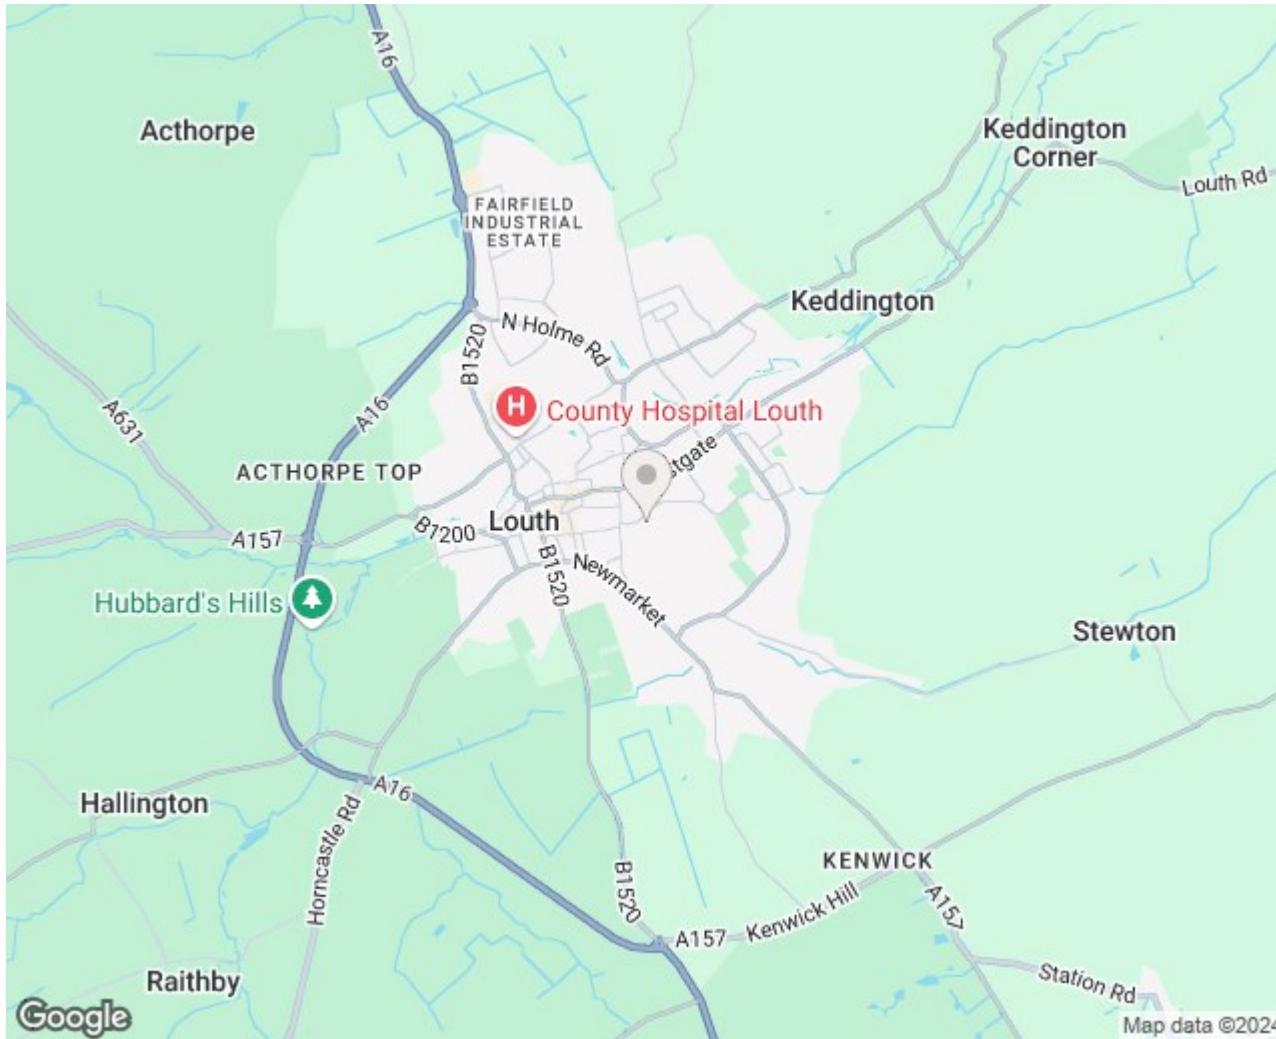 A16
Acthorpe
Keddington
Corner
Louth Rd
FAIRFIELD
INDUSTRIAL
ESTATE
Keddington
N Holme Rd
B1520
A631
A16
H
County Hospital Louth
ACTHORPE TOP
stgate
Louth
B1200
A157
B1520
Newmarket
Hubbard's Hills
Stewton
A16
Hallington
Horncastle Rd
KENWICK
B1520
A157
Kenwick Hill
A157
Raithby
Station Rd
Google
Map data ©2024